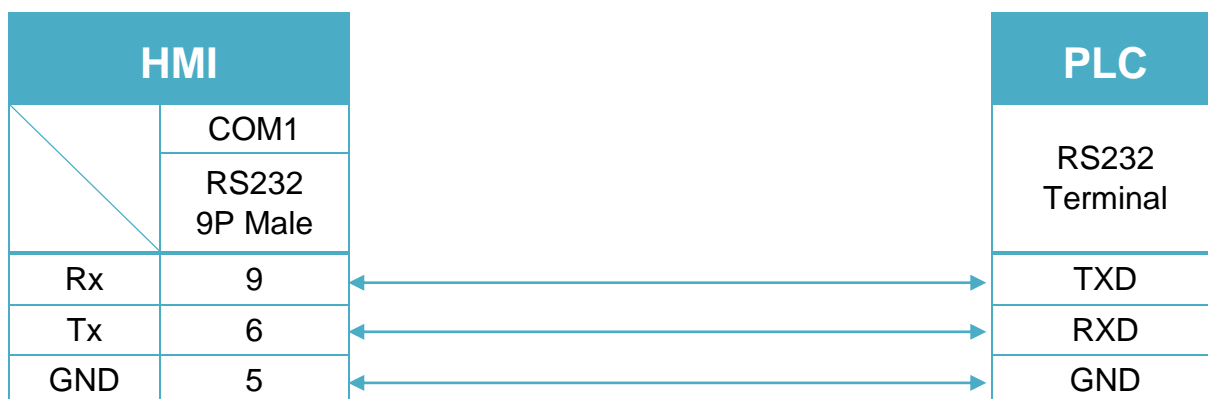 HMI
PLC
COM1
RS232
9P Male
RS232
Terminal
Rx 9 TXD
Tx 6 RXD
GND 5 GND